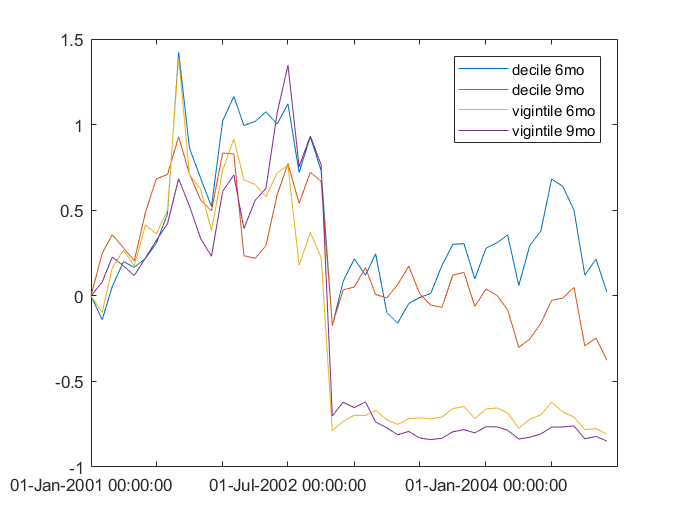 1.5
1
0.5
0
-0.5
-1
decile 6mo
decile 9mo
vigintile 6mo
vigintile 9mo
01-Jan-2001 00:00:00
01-Jul-2002 00:00:00
01-Jan-2004 00:00:00